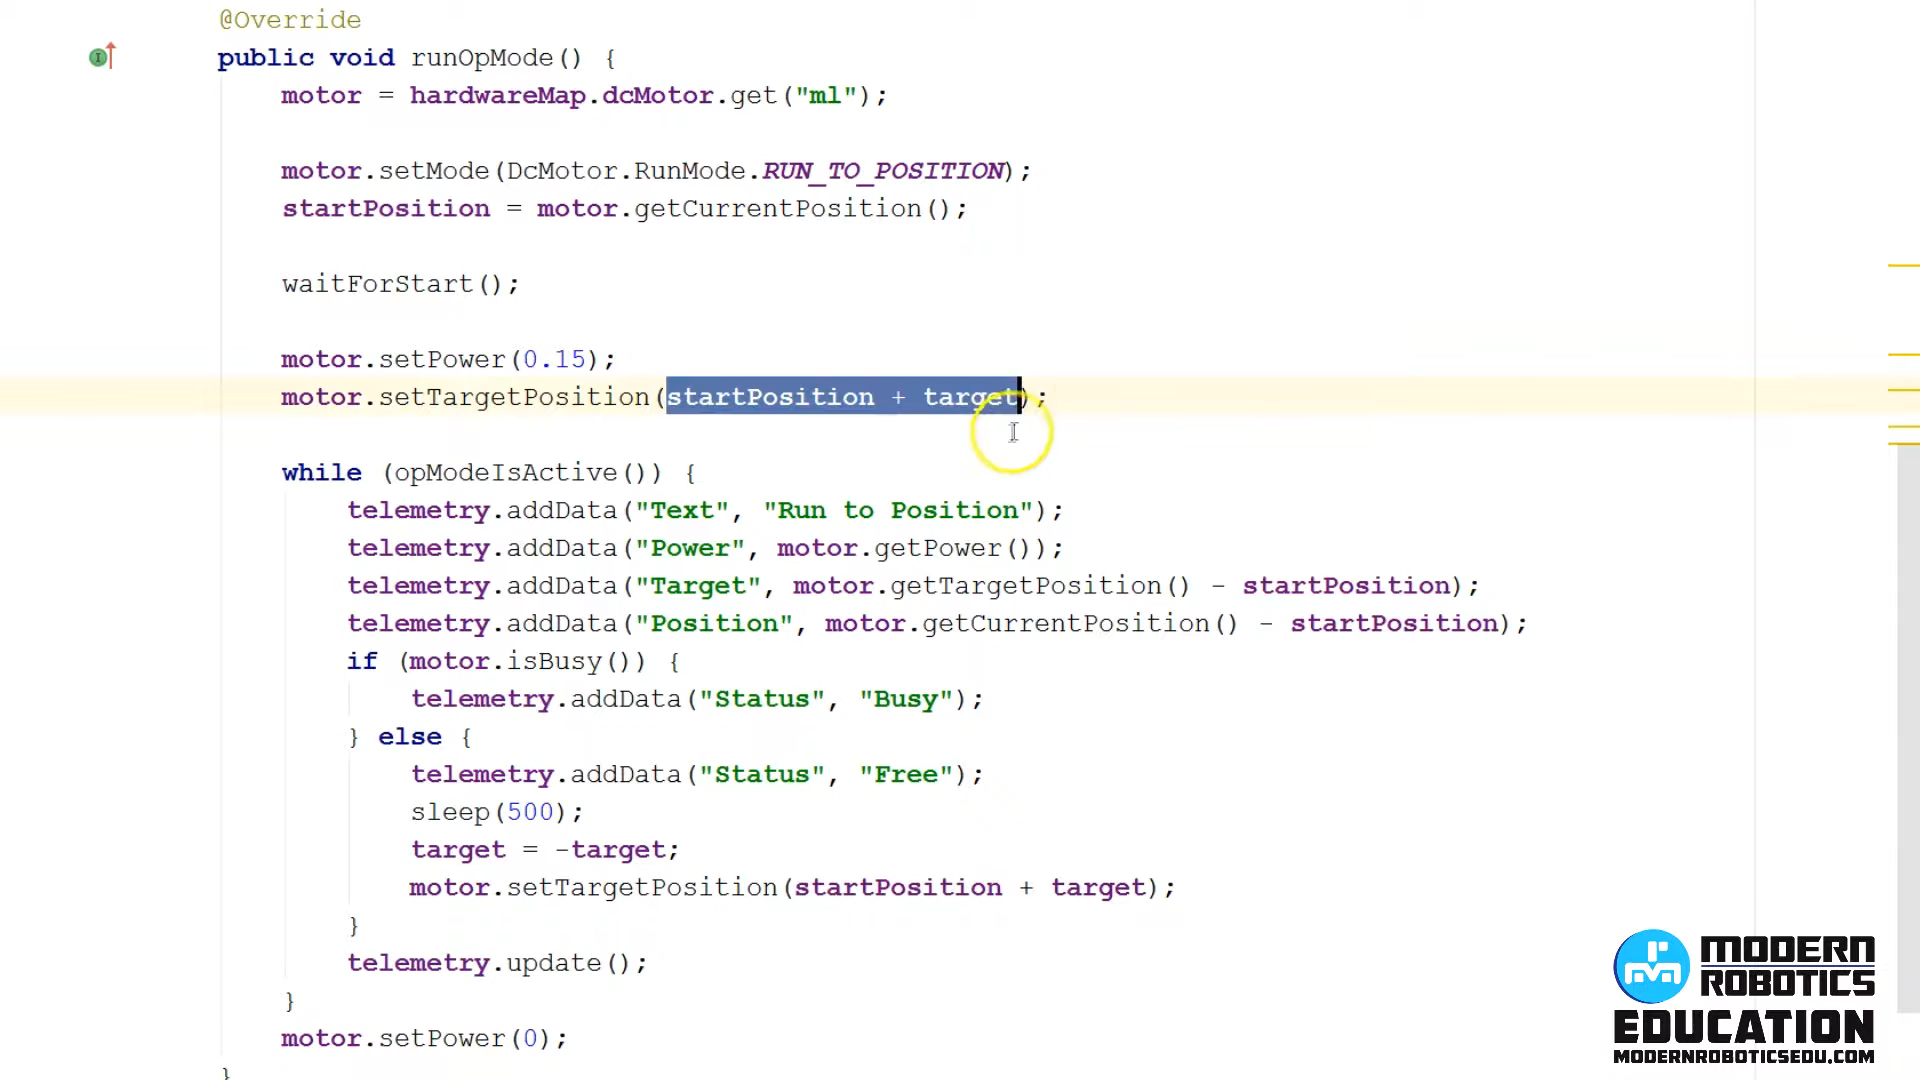 @Override
public void runOpMode() {
motor = hardwareMap.dcMotor.get("ml");
motor.setMode(DcMotor.RunMode.RUN_TO_POSITION);
startPosition = motor.getCurrentPosition();
waitForStart();
motor.setPower(0.15);
motor.setTargetPosition(startPosition + target);
while (opModeIsActive()) {
telemetry.addData("Text", "Run to Position");
telemetry.addData("Power", motor.getPower());
telemetry.addData("Target", motor.getTargetPosition() - startPosition);
telemetry.addData("Position", motor.getCurrentPosition() - startPosition);
if (motor.isBusy()) {
telemetry.addData("Status", "Busy");
} else {
telemetry.addData("Status", "Free");
sleep(500);
target = -target;
motor.setTargetPosition(startPosition + target);
}
telemetry.update();
}
motor.setPower(0);
}
MODERN
ROBOTICS
EDUCATION
MODERNROBOTICSEDU.COM